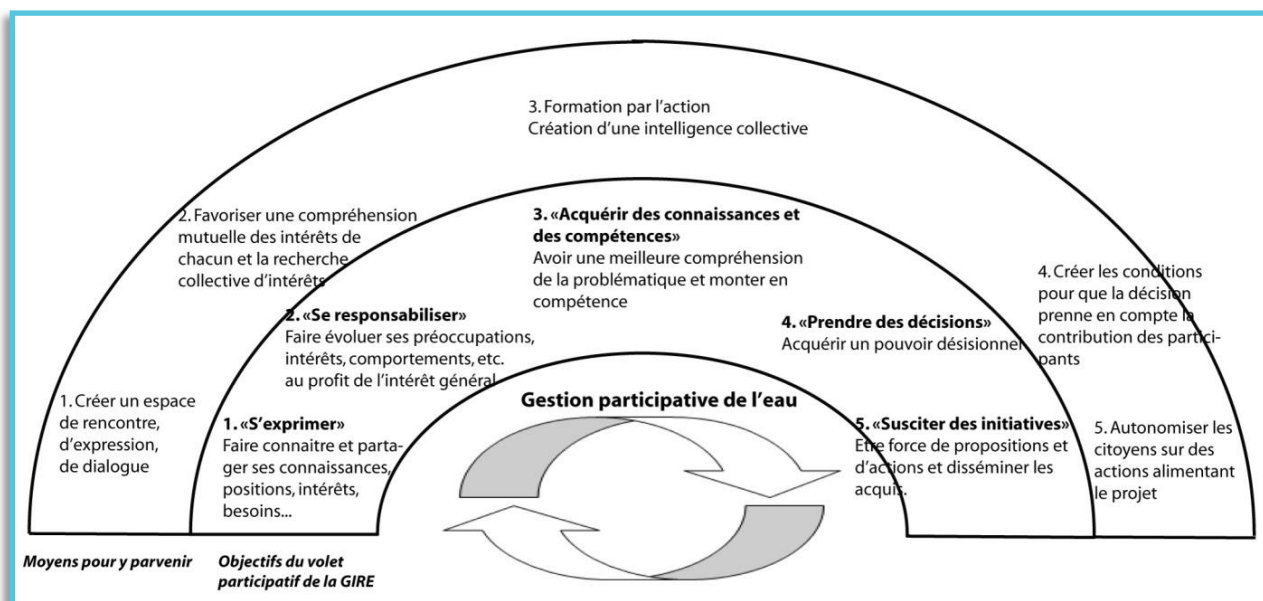 3. Formation par l'action
Création d'une intelligence collective
2. Favoriser une compréhension
mutuelle des intérêts de
chacun et la recherche
collective d'intérêts
3. «Acquérir des connaissances et
des compétences»
Avoir une meilleure compréhension
de la problématique et monter en
compétence
4. Créer les conditions
pour que la décision
prenne en compte la
contribution des partici-
pants
2. «Se responsabiliser»
Faire évoluer ses préoccupations,
intérêts, comportements, etc.
au profit de l'intérêt général
4. «Prendre des décisions»
Acquérir un pouvoir désisionnel
1. Créer un espace
de rencontre,
d'expression,
de dialogue
1. «S'exprimer»
Faire connaitre et parta-
ger ses connaissances,
positions, intérêts,
besoins...
Gestion participative de l'eau
5. «Susciter des initiatives»
Etre force de propositions et
d'actions et disséminer les
acquis.
5. Autonomiser les
citoyens sur des
actions alimentant
le projet
Moyens pour y parvenir
Objectifs du volet
participatif de la GIRE